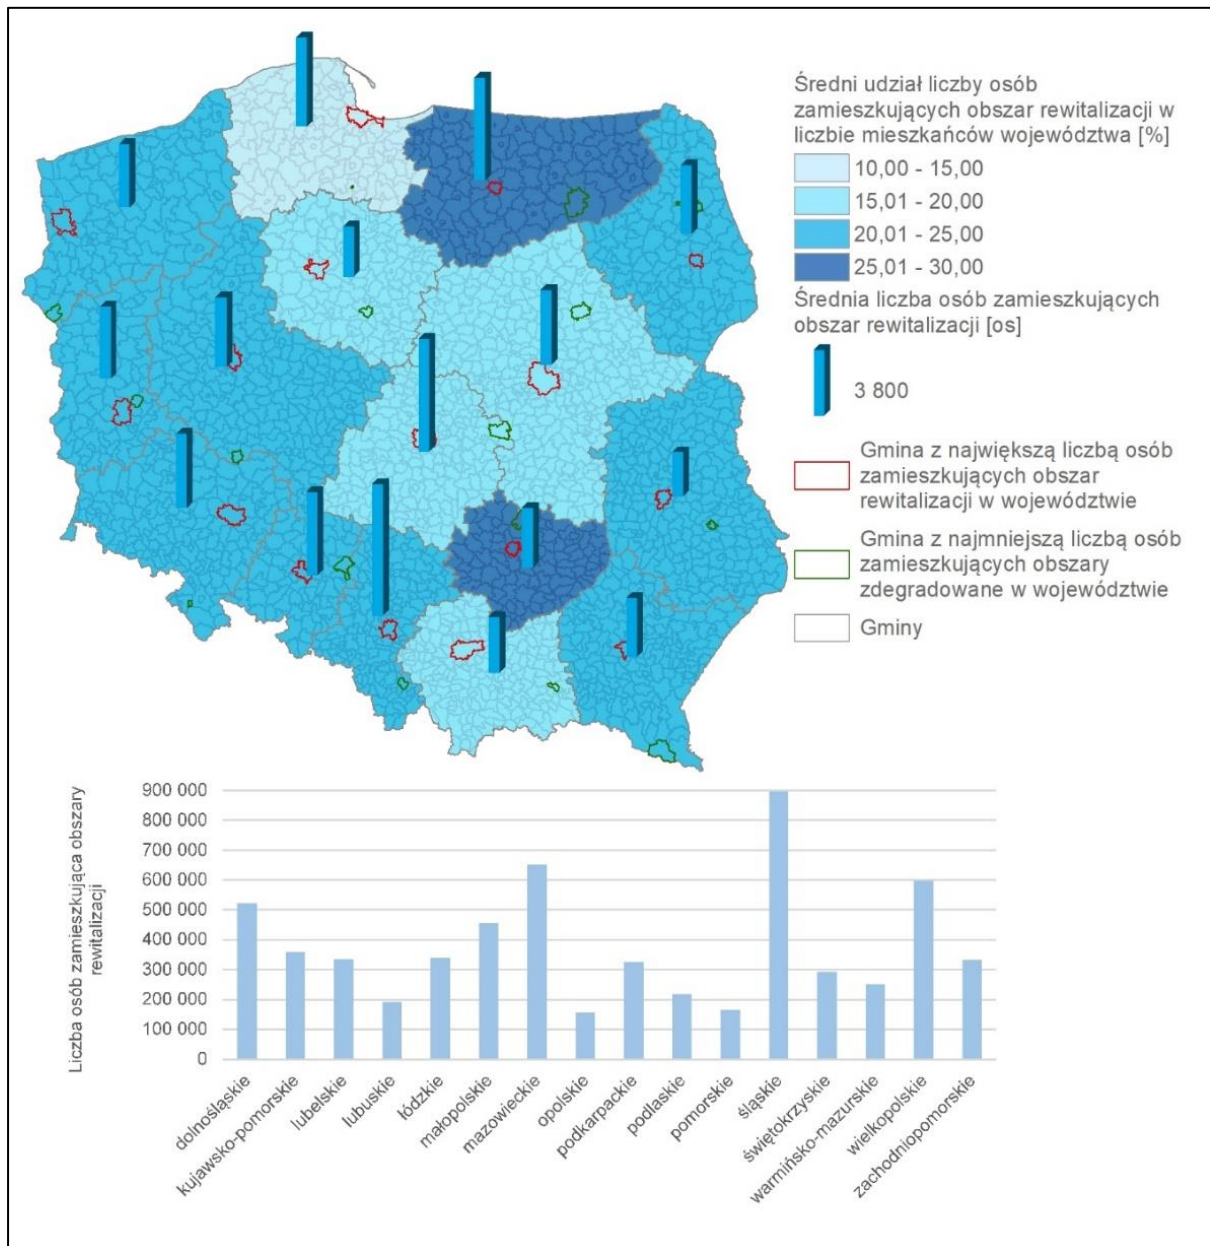 Średni udział liczby osób
zamieszkujących obszar rewitalizacji w
liczbie mieszkańców województwa [%]
10,00 - 15,00
15,01 - 20,00
20,01 - 25,00
25,01 - 30,00
Średnia liczba osób zamieszkujących
obszar rewitalizacji [os]
3 800
Gmina z największą liczbą osób
zamieszkujących obszar
rewitalizacji w województwie
Gmina z najmniejszą liczbą osób
zamieszkujących obszary
zdegradowane w województwie
Gminy
Liczba osób zamieszkująca obszary
rewitalizacji
900 000
800 000
700 000
600 000
500 000
400 000
300 000
200 000
100 000
0
dolnośląskie
kujawsko-pomorskie
lubelskie
lubuskie
łódzkie
małopolskie
mazowieckie
opolskie
podkarpackie
podlaskie
pomorskie
śląskie
świętokrzyskie
warmińsko-mazurskie
wielkopolskie
zachodniopomorskie